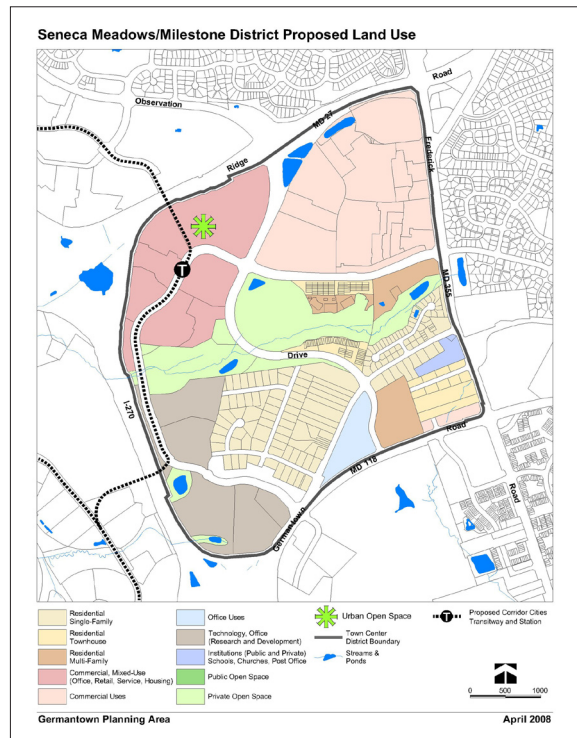 Seneca Meadows/Milestone District Proposed Land Use
Road
Observation
MD 27
Ridge
Frederick
T
MD 355
Drive
I-270
Road
MD 118
Germantown
Road
Residential
Single-Family
Residential
Townhouse
Residential
Multi-Family
Commercial, Mixed-Use
(Office, Retail, Service, Housing)
Commercial Uses
Office Uses
Technology, Office
(Research and Development)
Institutions (Public and Private)
Schools, Churches, Post Office
Public Open Space
Private Open Space
Urban Open Space
Town Center
District Boundary
Streams &
Ponds
T
Proposed Corridor Cities
Transitway and Station
0 500 1000
Germantown Planning Area
April 2008